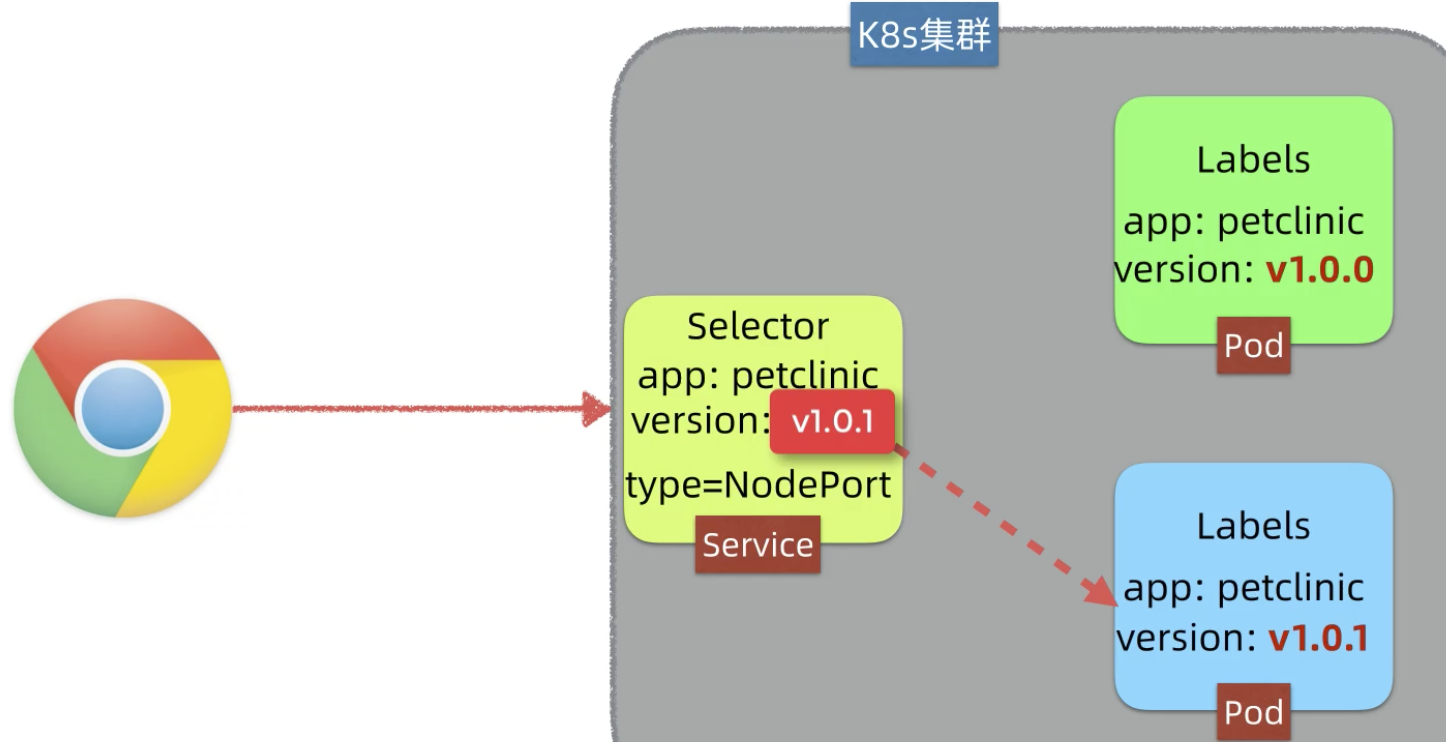 K8s集群
Labels
app: petclinic
version: v1.0.0
Pod
Selector
app: petclinic
version: v1.0.1
type=NodePort
Service
Labels
app: petclinic
version: v1.0.1
Pod